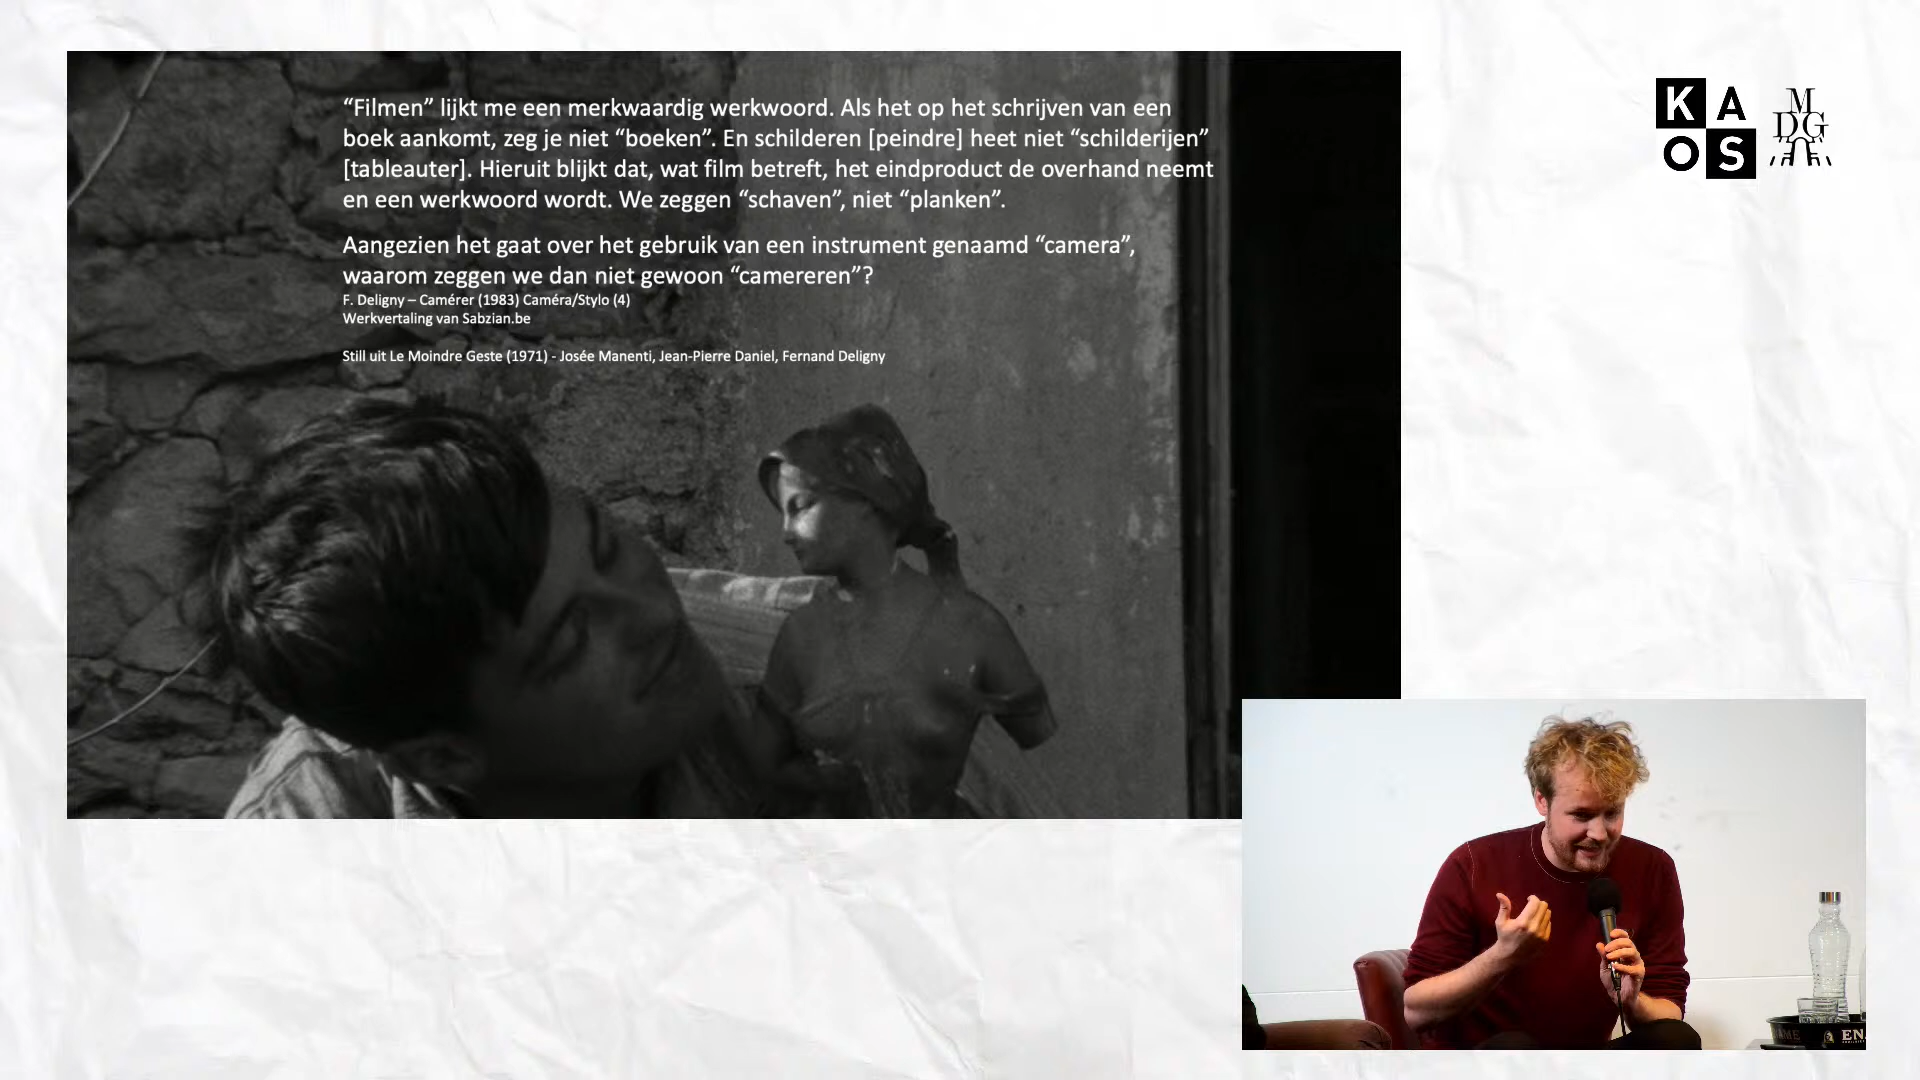 “Filmen” lijkt me een merkwaardig werkwoord. Als het op het schrijven van een
boek aankomt, zeg je niet “boeken”. En schilderen [peindre] heet niet “schilderijen”
[tableauter]. Hieruit blijkt dat, wat film betreft, het eindproduct de overhand neemt
en een werkwoord wordt. We zeggen “schaven”, niet “planken”.
Aangezien het gaat over het gebruik van een instrument genaamd “camera”,
waarom zeggen we dan niet gewoon “camereren”?
F. Deligny – Camérer (1983) Caméra/Stylo (4)
Werkvertaling van Sabzian.be
Still uit Le Moindre Geste (1971) - Josée Manenti, Jean-Pierre Daniel, Fernand Deligny
KA
OS
M
DG